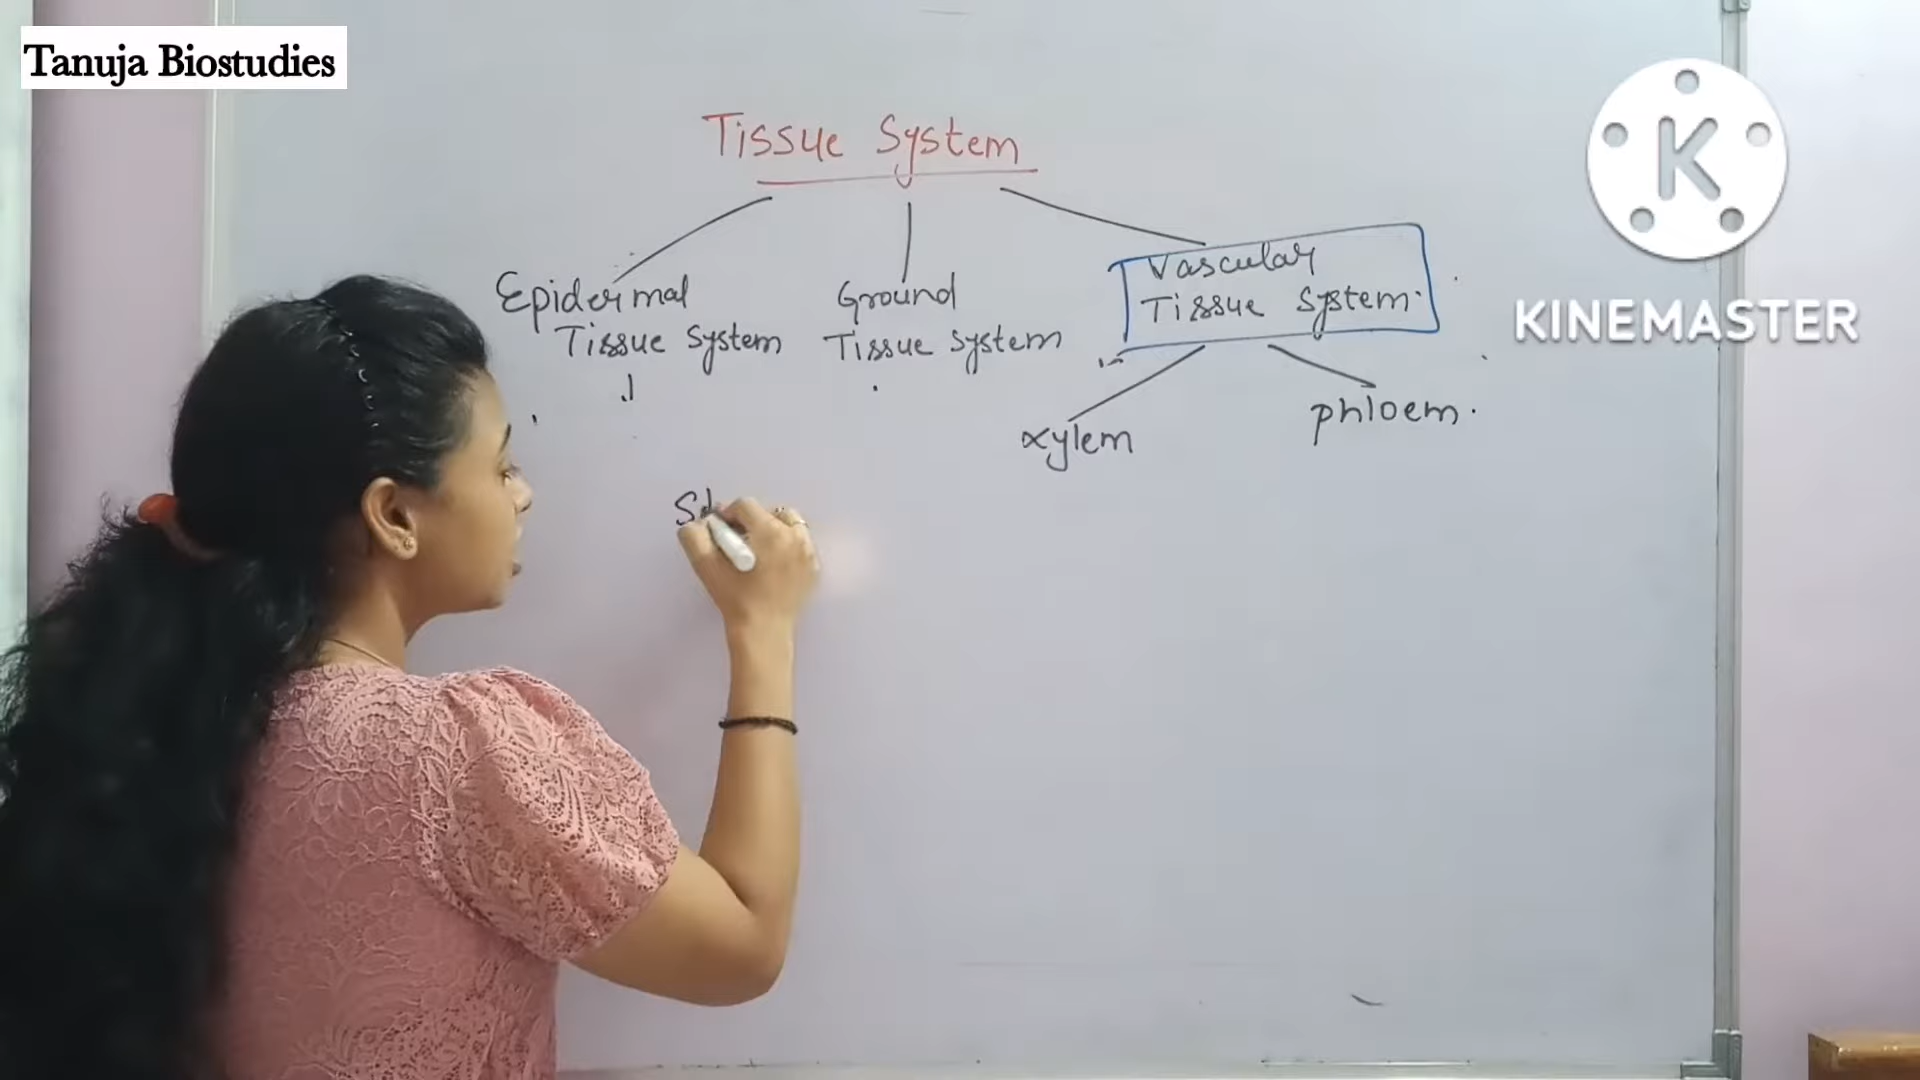 Tanuja Biostudies
K
KINEMASTER
Tissue System
Epidermal
Tissue System
Ground
Tissue System
Vascular
Tissue System.
xylem
phloem.